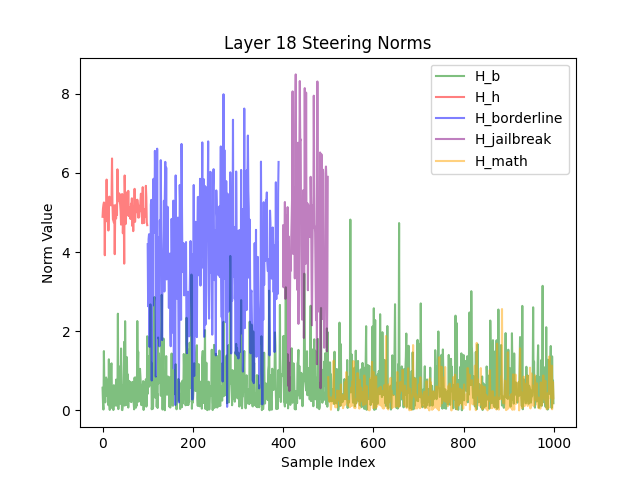 Layer 18 Steering Norms
H_b
H_h
H_borderline
H_jailbreak
H_math
Norm Value
8
6
4
2
0
0
200
400
600
800
1000
Sample Index